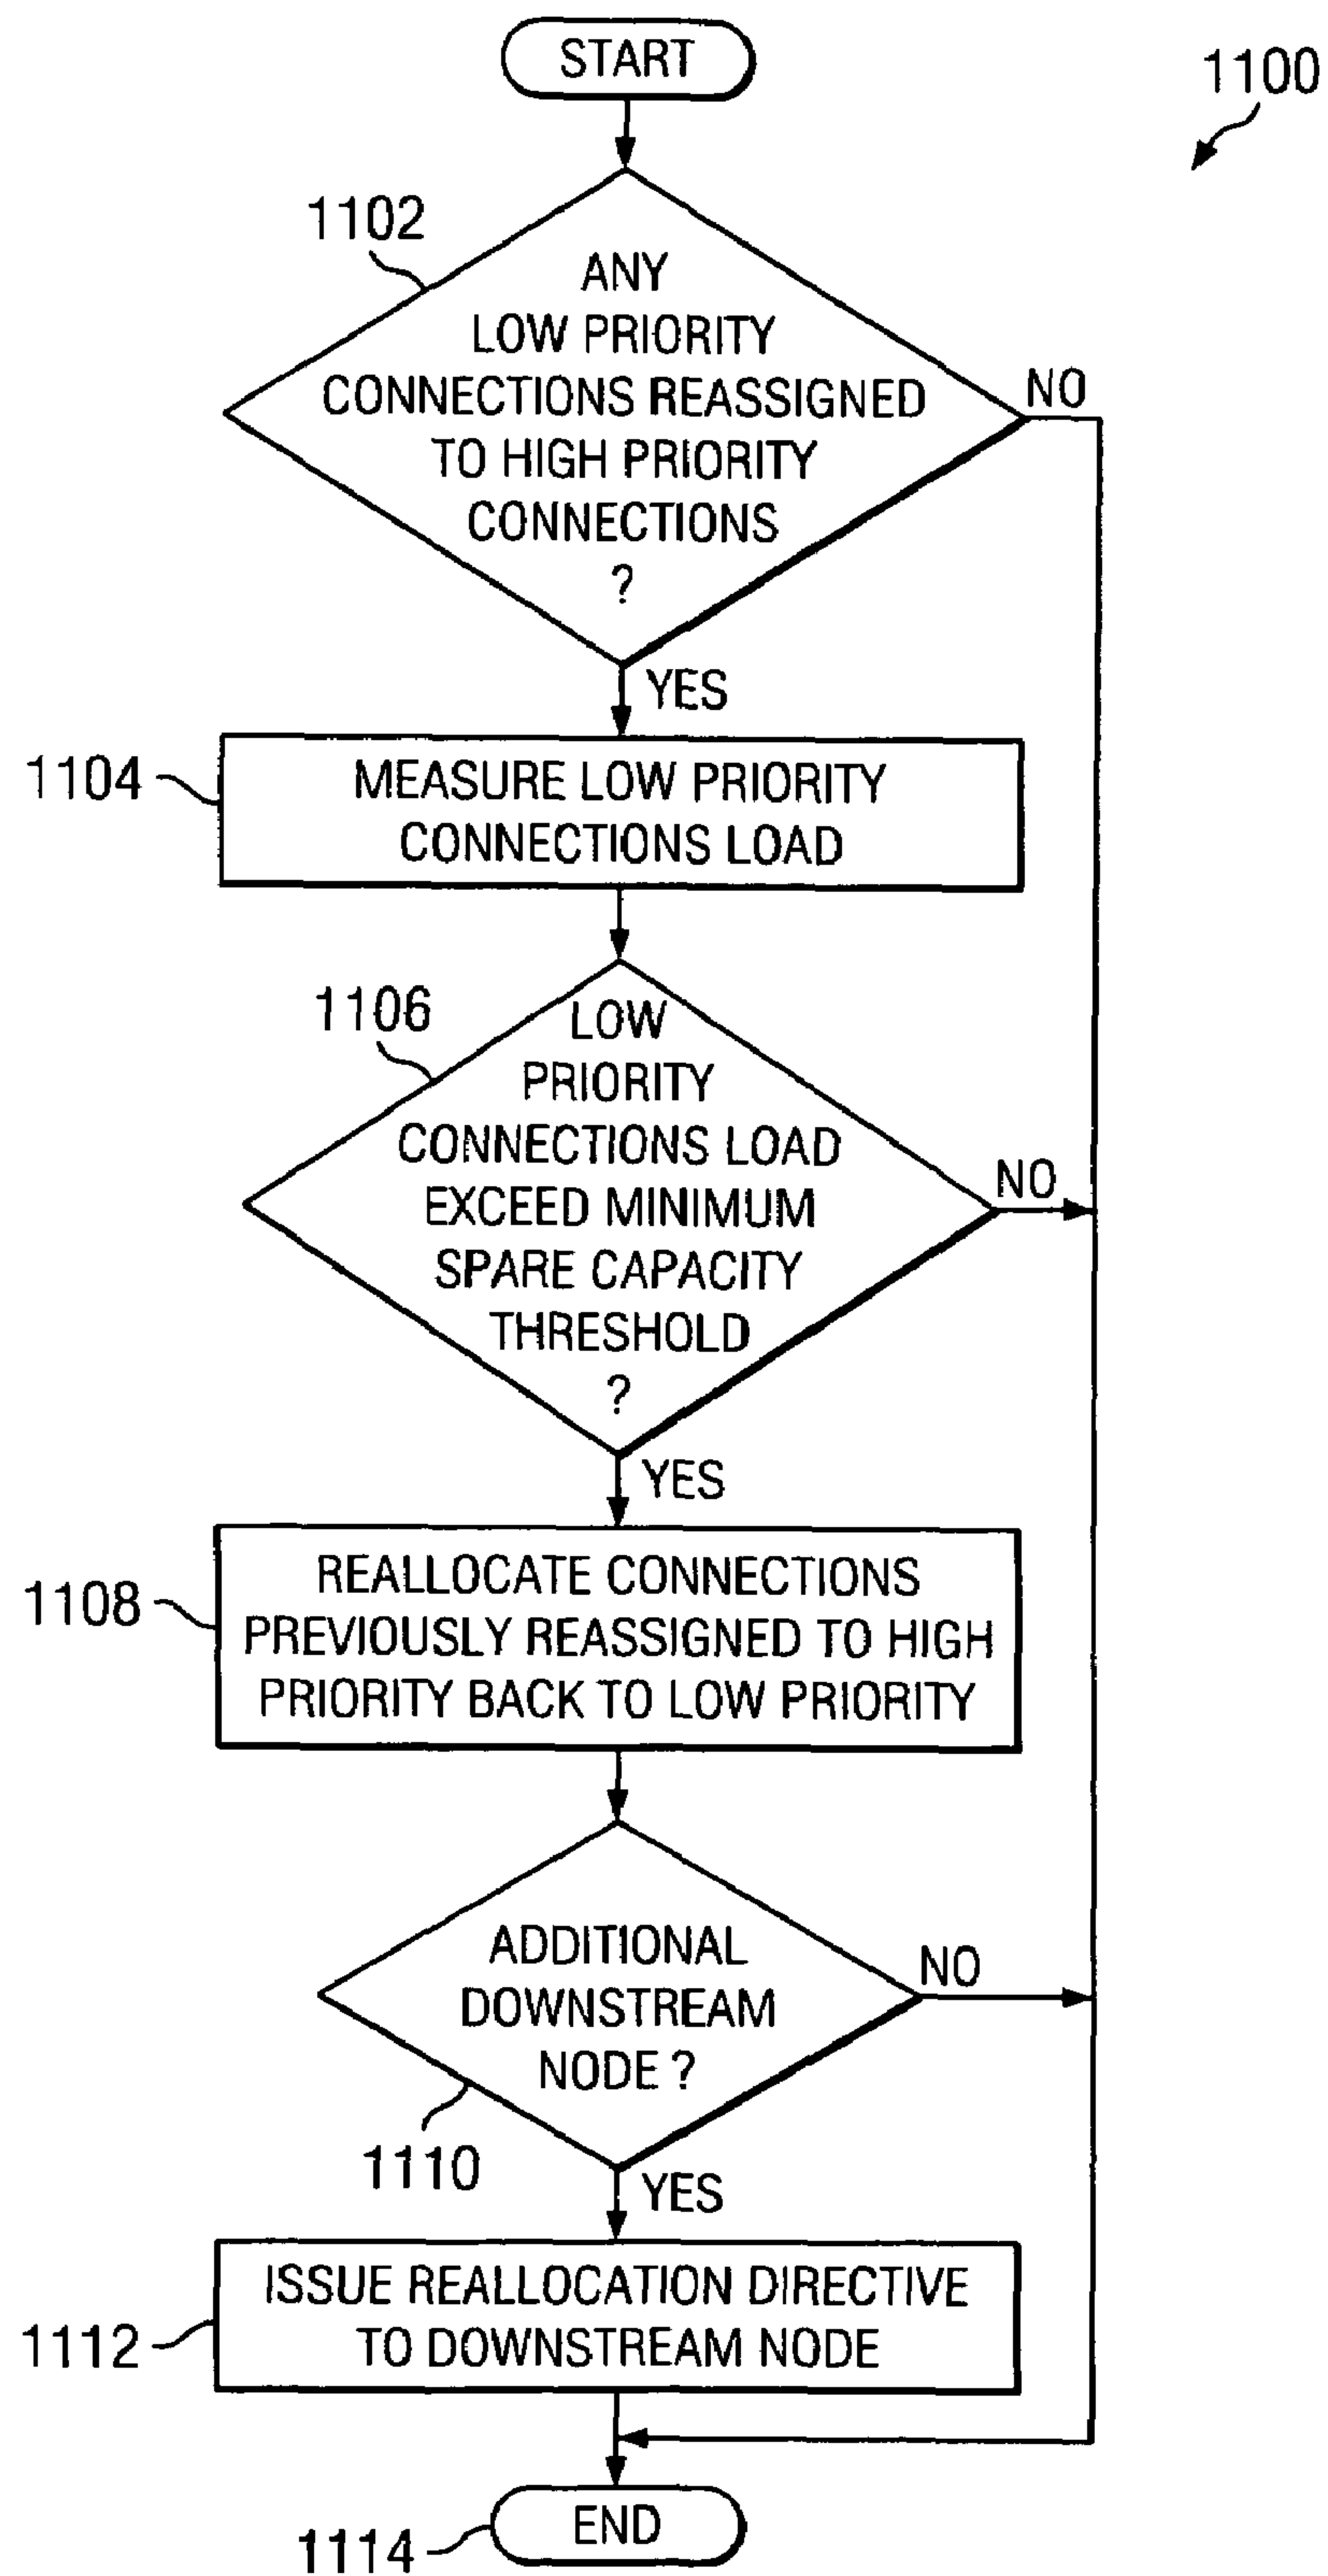 START
1100
1102
ANY
LOW PRIORITY
CONNECTIONS REASSIGNED
TO HIGH PRIORITY
CONNECTIONS
?
NO
YES
1104
MEASURE LOW PRIORITY
CONNECTIONS LOAD
1106
LOW
PRIORITY
CONNECTIONS LOAD
EXCEED MINIMUM
SPARE CAPACITY
THRESHOLD
?
NO
YES
1108
REALLOCATE CONNECTIONS
PREVIOUSLY REASSIGNED TO HIGH
PRIORITY BACK TO LOW PRIORITY
ADDITIONAL
DOWNSTREAM
NODE ?
NO
1110
YES
1112
ISSUE REALLOCATION DIRECTIVE
TO DOWNSTREAM NODE
1114
END